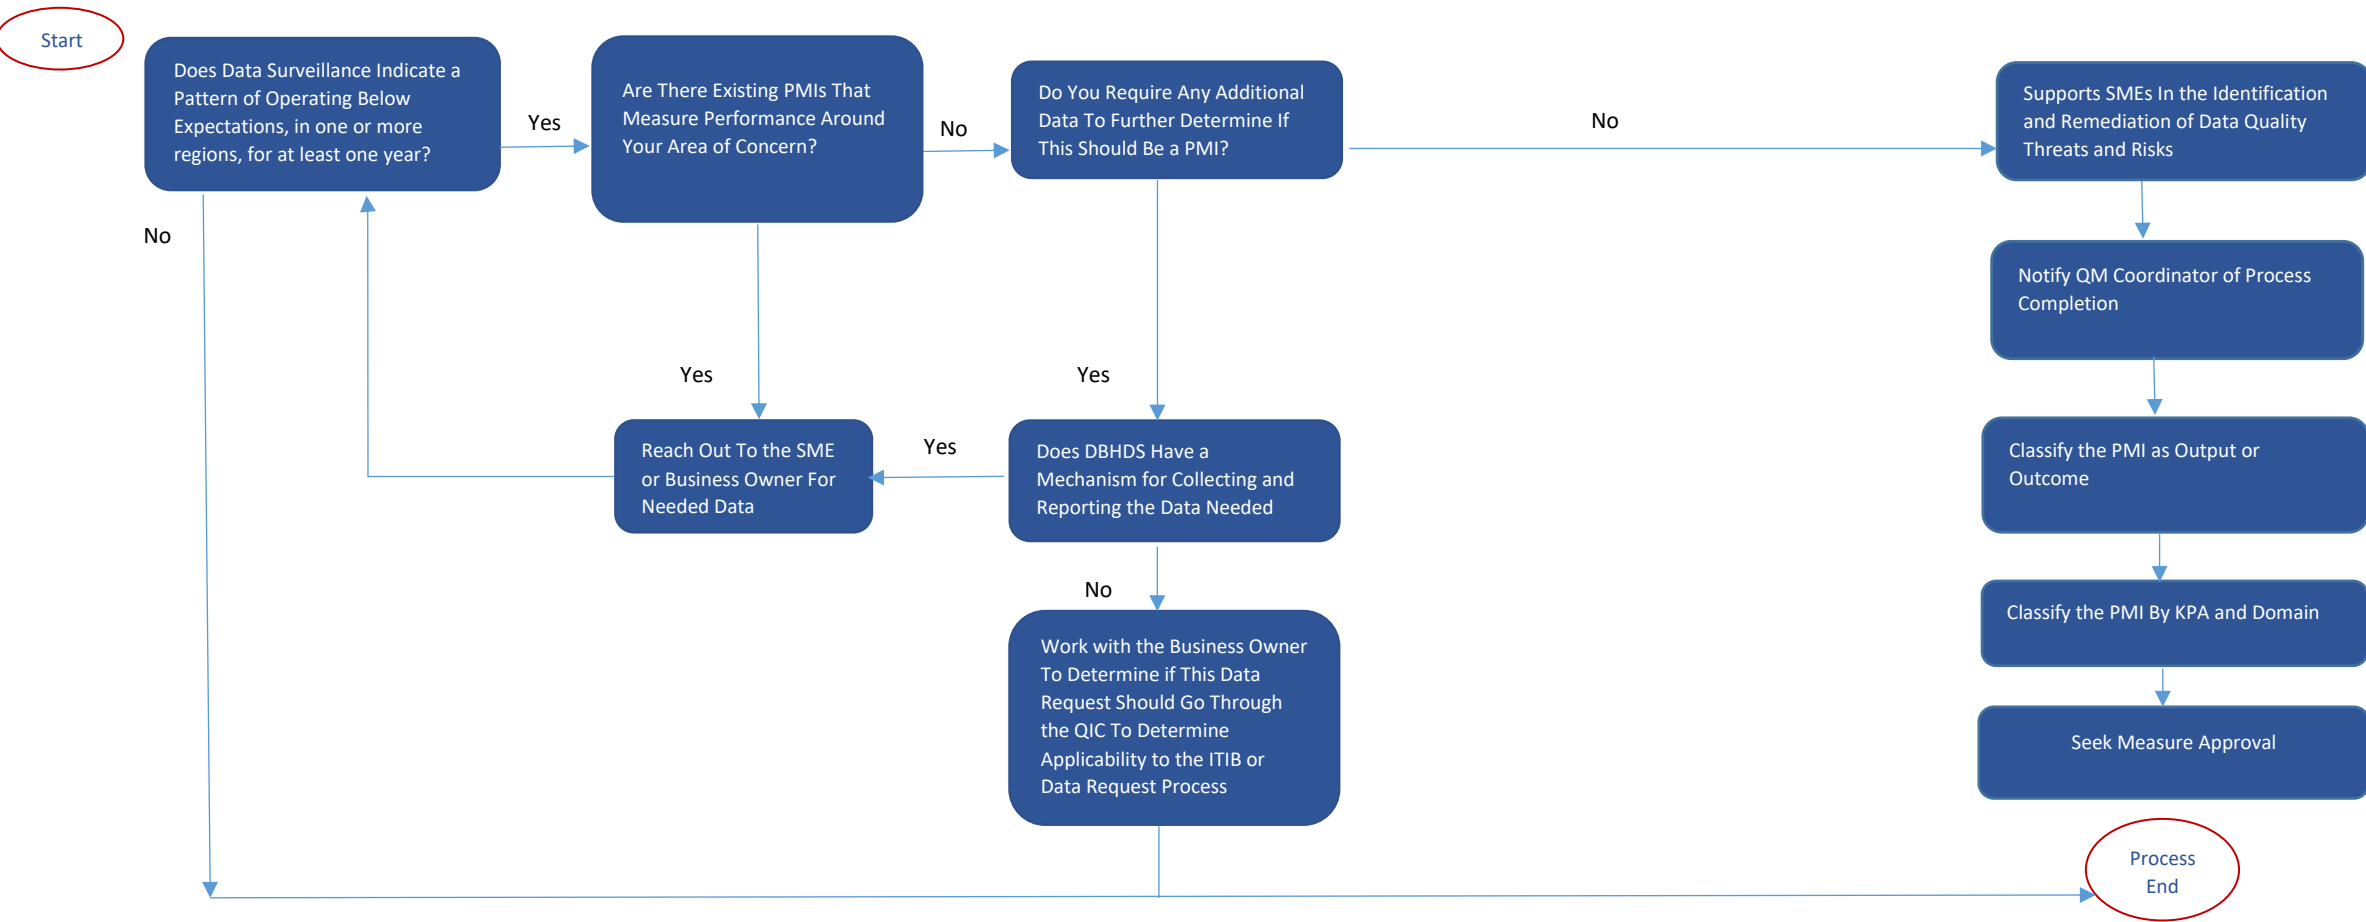 Start
Does Data Surveillance Indicate a
Pattern of Operating Below
Expectations, in one or more
regions, for at least one year?
Yes
Are There Existing PMIs That
Measure Performance Around
Your Area of Concern?
No
Do You Require Any Additional
Data To Further Determine If
This Should Be a PMI?
No
Supports SMEs In the Identification
and Remediation of Data Quality
Threats and Risks
No
Notify QM Coordinator of Process
Completion
Yes
Yes
Reach Out To the SME
or Business Owner For
Needed Data
Yes
Does DBHDS Have a
Mechanism for Collecting and
Reporting the Data Needed
Classify the PMI as Output or
Outcome
No
Classify the PMI By KPA and Domain
Work with the Business Owner
To Determine if This Data
Request Should Go Through
the QIC To Determine
Applicability to the ITIB or
Data Request Process
Seek Measure Approval
Process
End